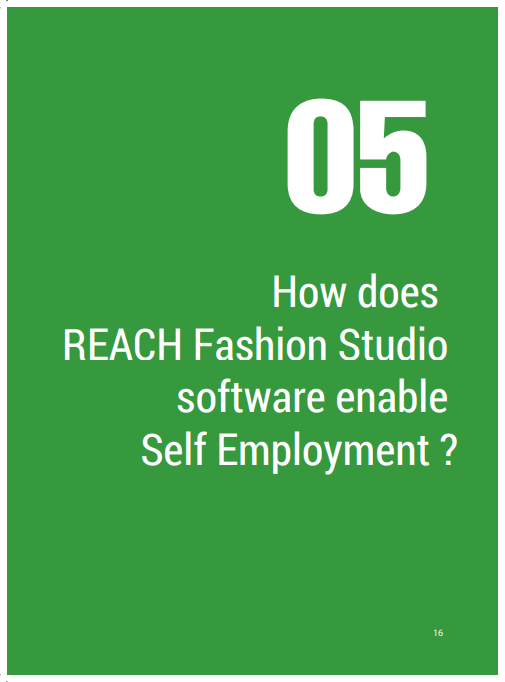 05
How does
REACH Fashion Studio
software enable
Self Employment ?
16